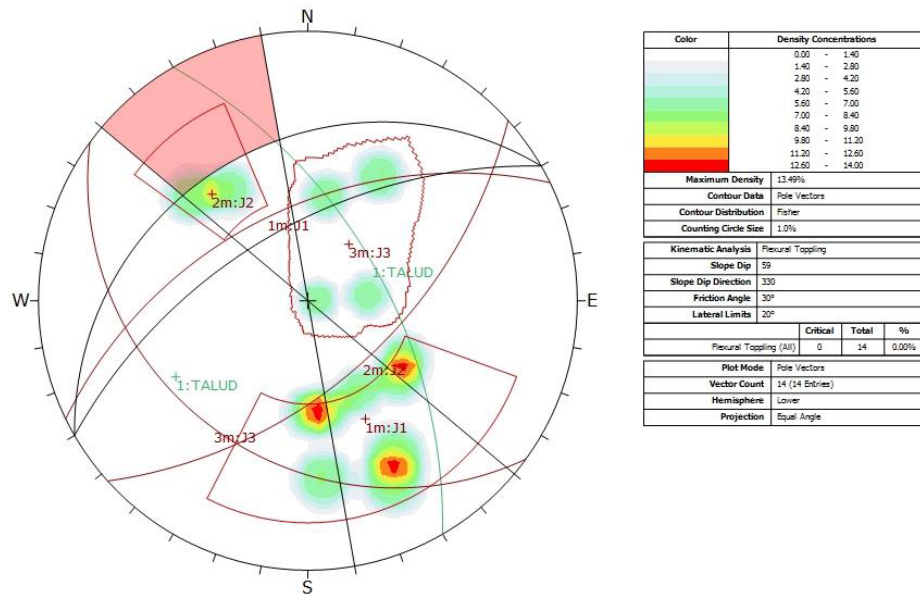 N
W
E
S
2m:J2
1m:J1
3m:J3
1:TALUD
2m:J2
1:TALUD
1m:J1
3m:J3
Color Density Concentrations
0.00 - 1.40
1.40 - 2.80
2.80 - 4.20
4.20 - 5.60
5.60 - 7.00
7.00 - 8.40
8.40 - 9.80
9.80 - 11.20
11.20 - 12.60
12.60 - 14.00
Maximum Density 13.49%
Contour Data Pole Vectors
Contour Distribution Fisher
Counting Circle Size 1.0%
Kinematic Analysis Flexural Toppling
Slope Dip 59
Slope Dip Direction 330
Friction Angle 30°
Lateral Limits 20°
Critical Total %
Flexural Toppling (All) 0 14 0.00%
Plot Mode Pole Vectors
Vector Count 14 (14 Entries)
Hemisphere Lower
Projection Equal Angle